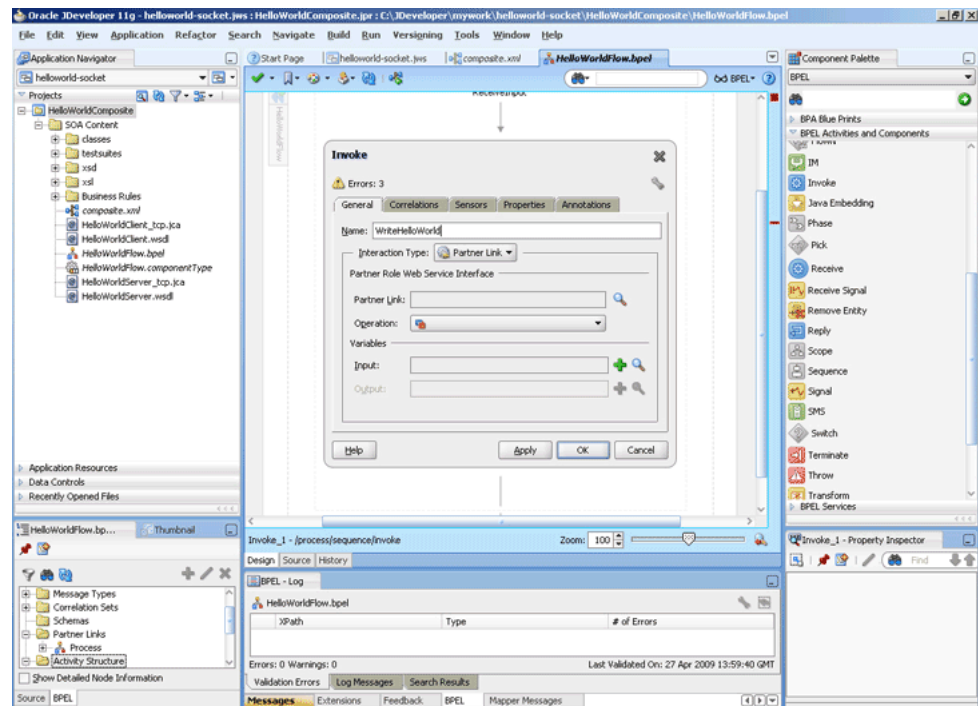 Oracle JDeveloper 11g - helloworld-socket.jws : HelloWorldComposite.jpr : C:\JDeveloper\mywork\helloworld-socket\HelloWorldComposite\HelloWorldFlow.bpel
File Edit View Application Refactor Search Navigate Build Run Versioning Tools Window Help
Application Navigator
helloworld-socket
Projects
HelloWorldComposite
SOA Content
classes
testsuites
xsd
xsl
Business Rules
composite.xml
HelloWorldClient_tcp.jca
HelloWorldClient.wsdl
HelloWorldFlow.bpel
HelloWorldFlow.componentType
HelloWorldServer_tcp.jca
HelloWorldServer.wsdl
Application Resources
Data Controls
Recently Opened Files
HelloWorldFlow.bp... Thumbnail
Message Types
Correlation Sets
Schemas
Partner Links
Process
Activity Structure
Show Detailed Node Information
Source BPEL
Start Page helloworld-socket.jws composite.xml HelloWorldFlow.bpel
BPEL
ReceiveInput
HelloWorldFlow
Invoke
Errors: 3
General Correlations Sensors Properties Annotations
Name: WriteHelloWorld
Interaction Type: Partner Link
Partner Role Web Service Interface
Partner Link:
Operation:
Variables
Input:
Output:
Help Apply OK Cancel
Invoke_1 - /process/sequence/invoke Zoom: 100
Design Source History
BPEL - Log
HelloWorldFlow.bpel
XPath Type # of Errors
Errors: 0 Warnings: 0 Last Validated On: 27 Apr 2009 13:59:40 GMT
Validation Errors Log Messages Search Results
Messages Extensions Feedback BPEL Mapper Messages
Component Palette
BPEL
BPA Blue Prints
BPEL Activities and Components
IM
Invoke
Java Embedding
Phase
Pick
Receive
Receive Signal
Remove Entity
Reply
Scope
Sequence
Signal
SMS
Switch
Terminate
Throw
Transform
BPEL Services
Invoke_1 - Property Inspector
Find